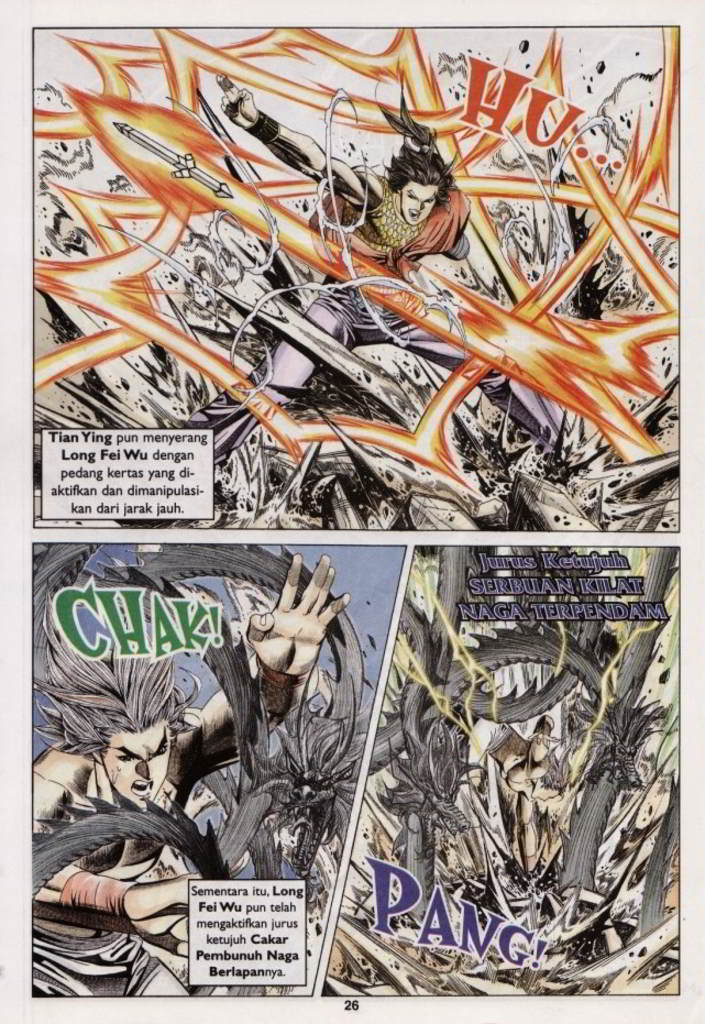 HU...
Tian Ying pun menyerang
Long Fei Wu dengan
pedang kertas yang di-
aktifkan dan dimanipulasi-
kan dari jarak jauh.
CHAK!
Sementara itu, Long
Fei Wu pun telah
mengaktifkan jurus
ketujuh Cakar
Pembunuh Naga
Berlapannya.
Jurus Ketujuh
SERBUAN KILAT
NAGA TERPENDAM
PANG!
26